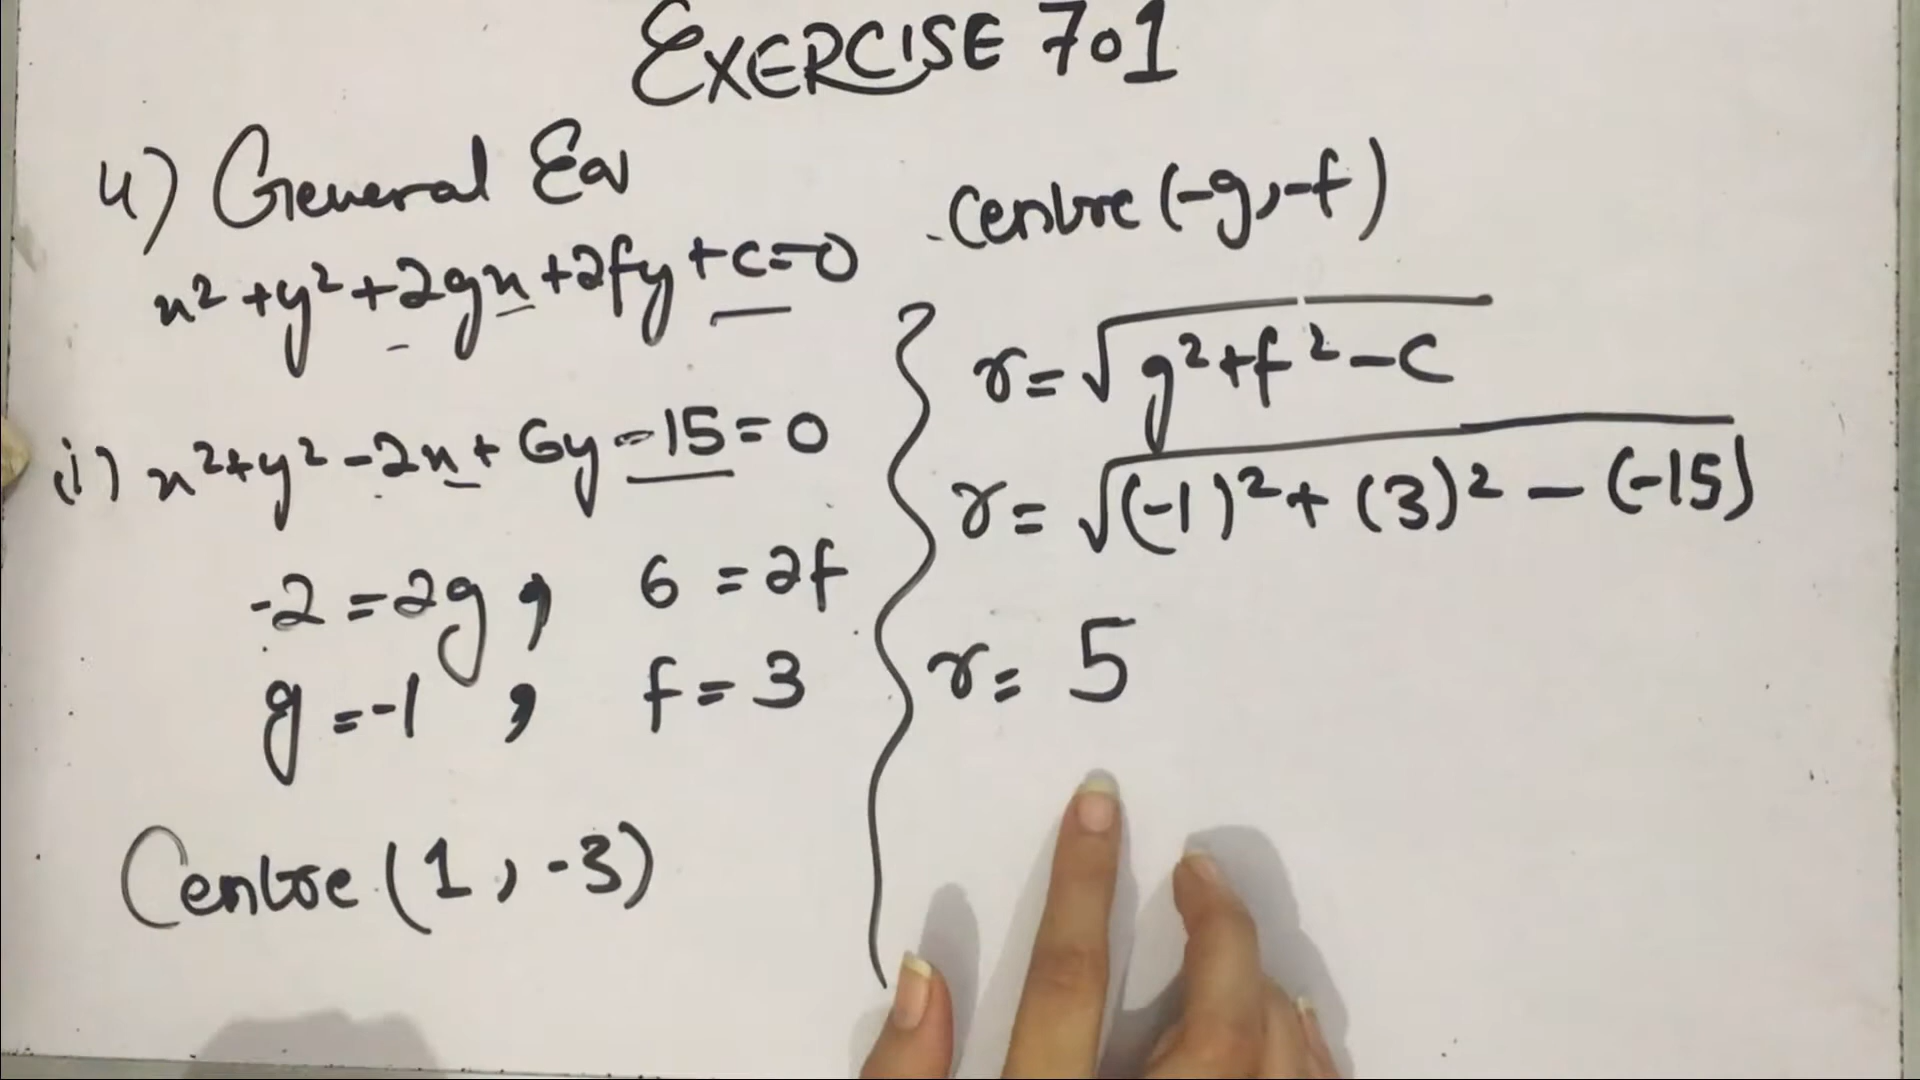 EXERCISE 7.1
4) General Eq
x² + y² + 2gx + 2fy + c = 0
i) x² + y² - 2x + 6y - 15 = 0
-2 = 2g , 6 = 2f
g = -1 , f = 3
Centre (1 , -3)
Centre (-g, -f)
r = √g² + f² - c
r = √(-1)² + (3)² - (-15)
r = 5